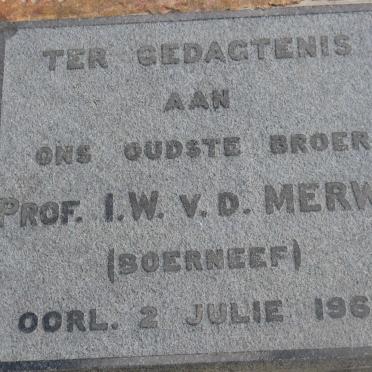 TER GEDAGTENIS
AAN
ONS OUDSTE BROER
PROF. I.W. V. D. MERW
(BOERNEEF)
OORL. 2 JULIE 196